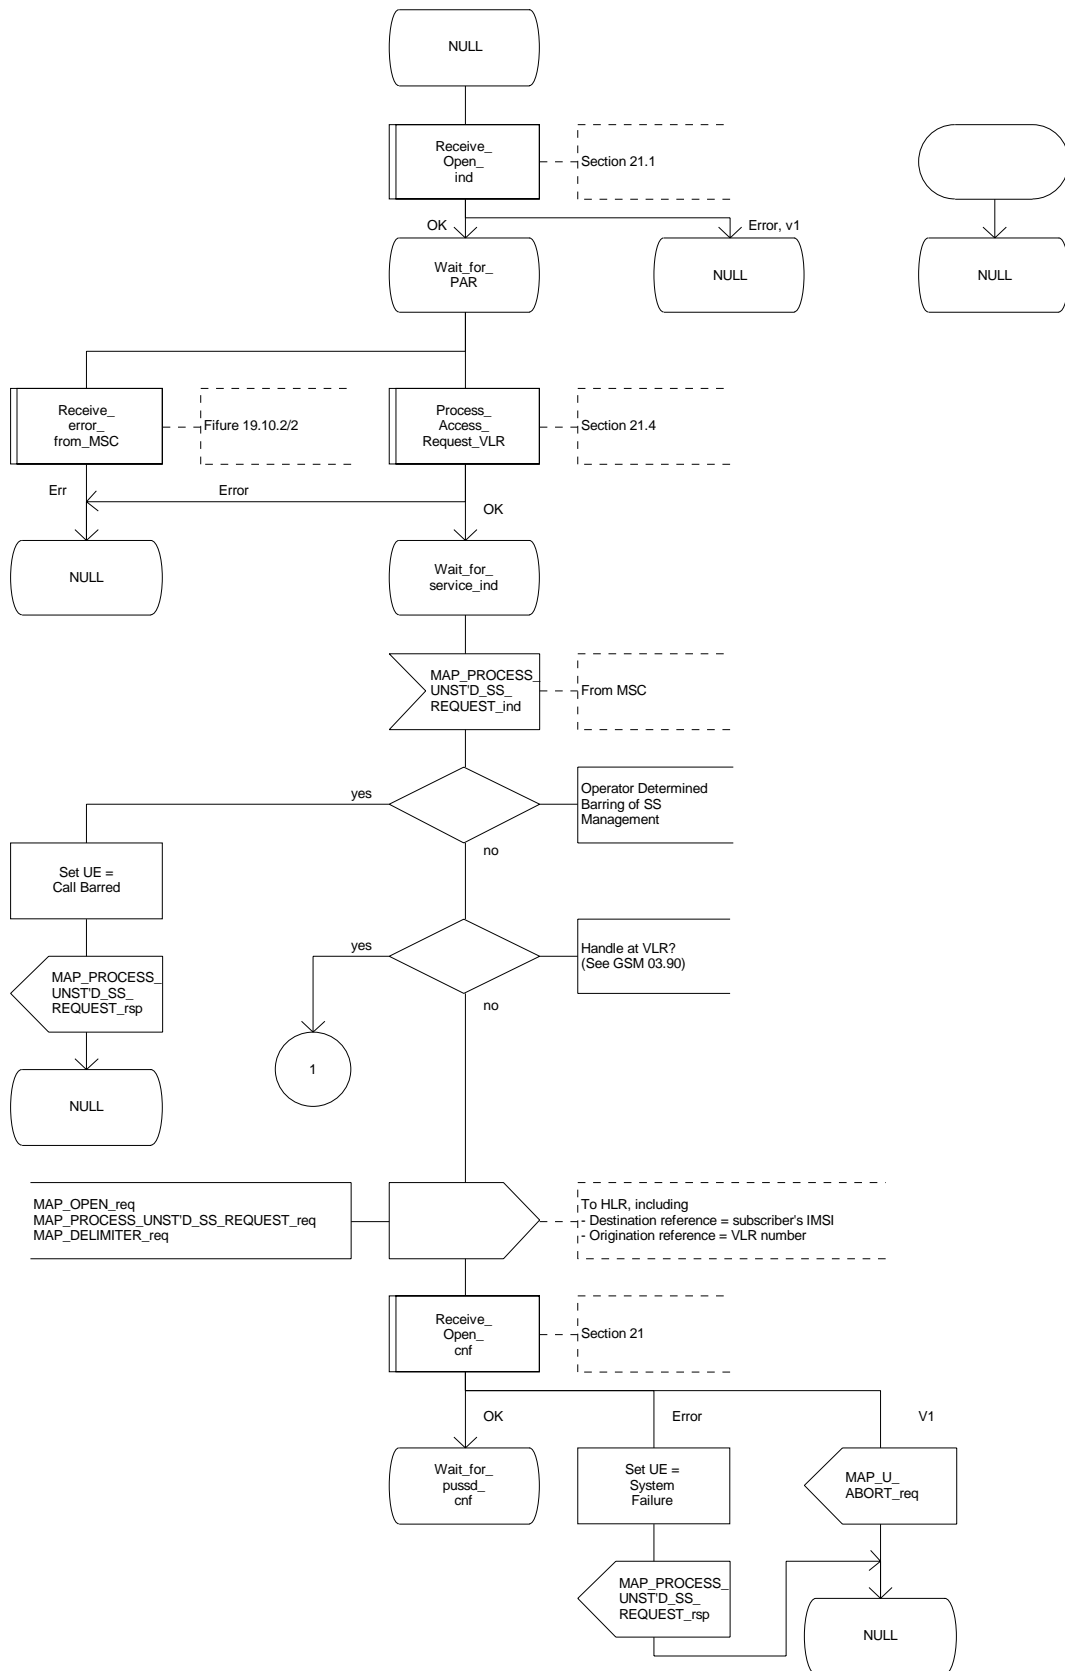 NULL
Receive_
Open_
ind
Section 21.1
OK
Error, v1
Wait_for_
PAR
NULL
NULL
Receive_
error_
from_MSC
Fifure 19.10.2/2
Process_
Access_
Request_VLR
Section 21.4
Err
Error
OK
NULL
Wait_for_
service_ind
MAP_PROCESS_
UNST'D_SS_
REQUEST_ind
From MSC
yes
Operator Determined
Barring of SS
Management
no
Set UE =
Call Barred
yes
Handle at VLR?
(See GSM 03.90)
no
MAP_PROCESS_
UNST'D_SS_
REQUEST_rsp
1
NULL
MAP_OPEN_req
MAP_PROCESS_UNST'D_SS_REQUEST_req
MAP_DELIMITER_req
To HLR, including
- Destination reference = subscriber's IMSI
- Origination reference = VLR number
Receive_
Open_
cnf
Section 21
OK
Error
V1
Wait_for_
pussd_
cnf
Set UE =
System
Failure
MAP_U_
ABORT_req
MAP_PROCESS_
UNST'D_SS_
REQUEST_rsp
NULL